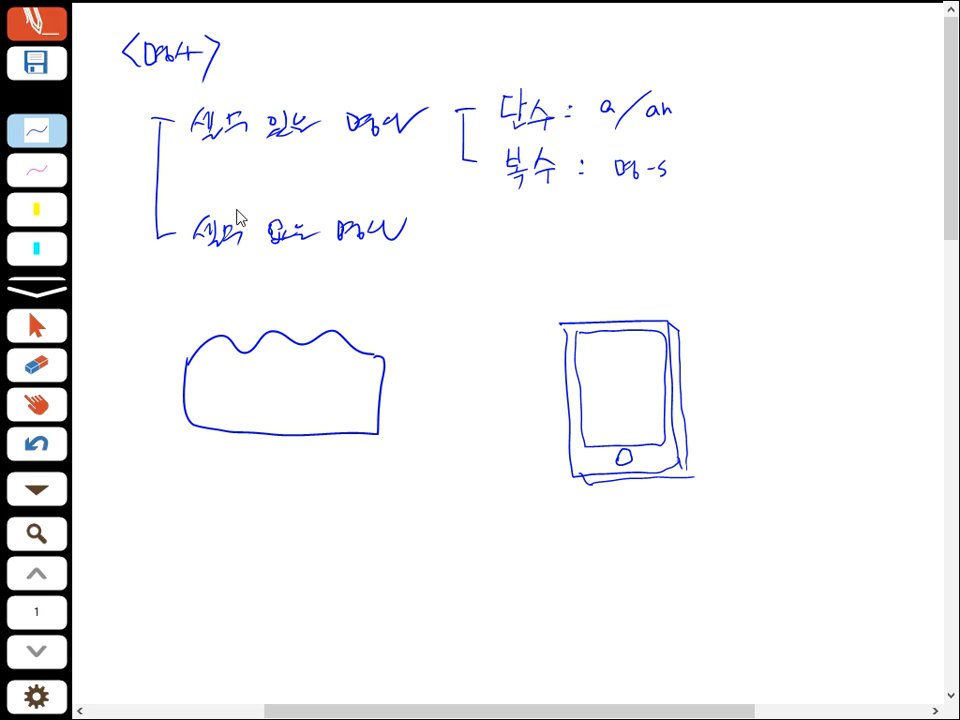 <명사>
셀 수 있는 명사
단수 : a/an
복수 : 명-s
셀 수 없는 명사
1